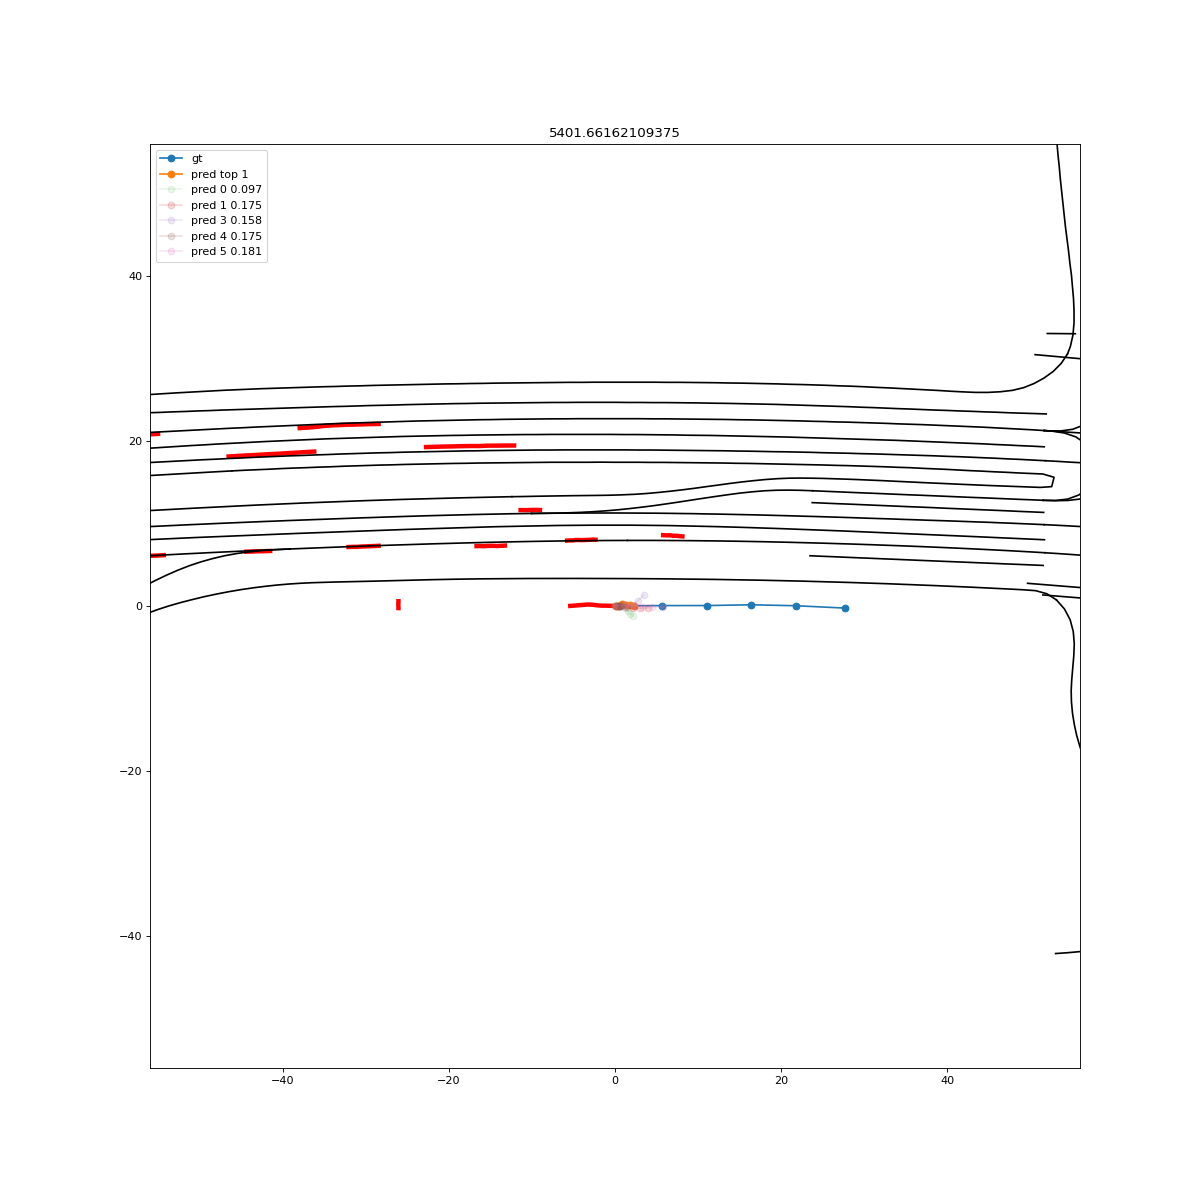 5401.66162109375
gt
pred top 1
pred 0 0.097
pred 1 0.175
pred 3 0.158
pred 4 0.175
pred 5 0.181
40
20
0
−20
−40
−40 −20 0 20 40